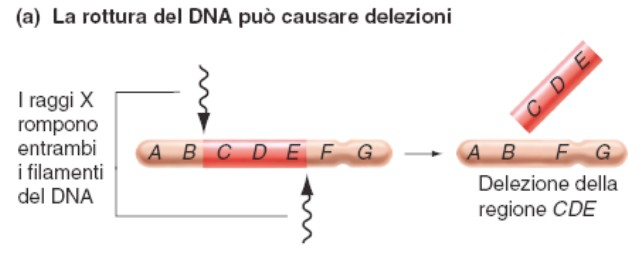 (a) La rottura del DNA può causare delezioni
I raggi X
rompono
entrambi
i filamenti
del DNA
A B C D E F G
C D E
A B F G
Delezione della
regione CDE